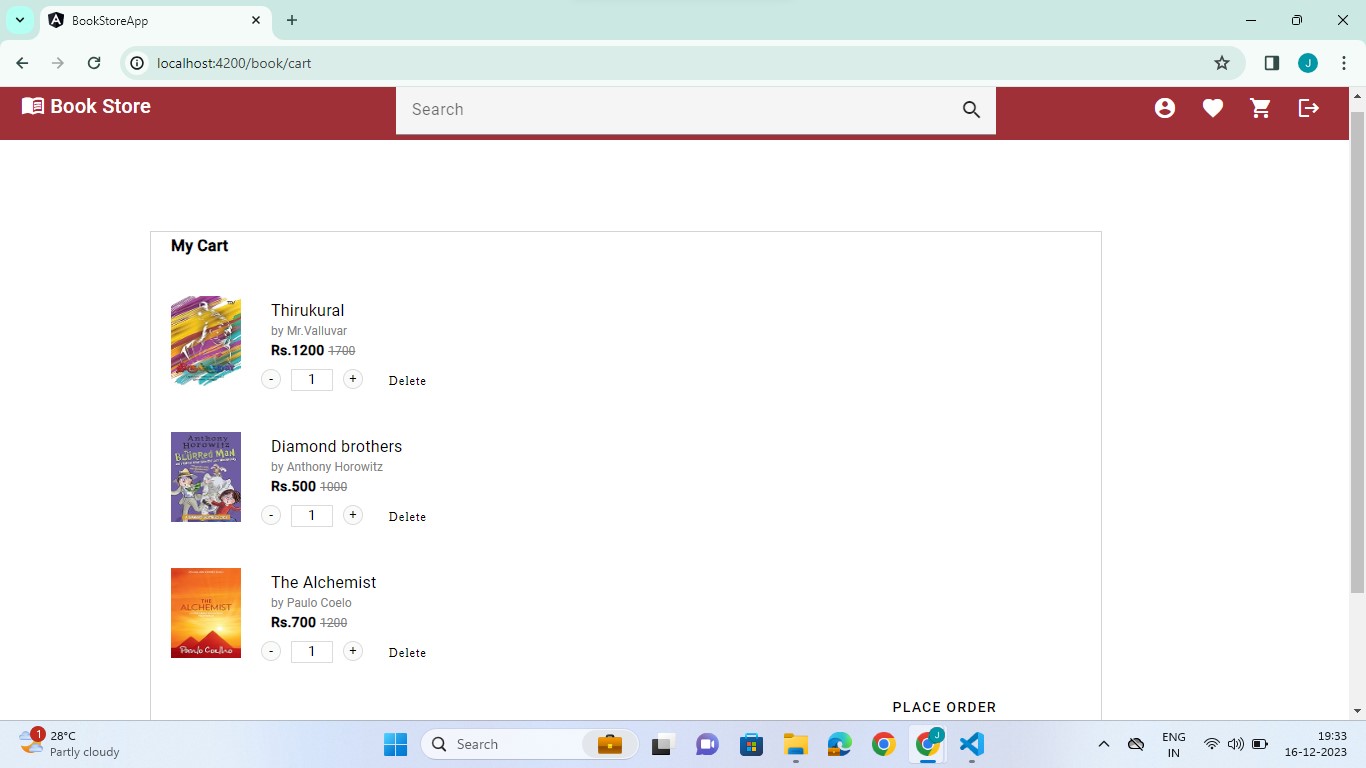 BookStoreApp
localhost:4200/book/cart
J
Book Store
Search
My Cart
Thirukural
by Mr.Valluvar
Rs.1200 1700
- 1 + Delete
Anthony
Horowitz
Blurred Man
Diamond brothers
by Anthony Horowitz
Rs.500 1000
- 1 + Delete
THE
ALCHEMIST
Paulo Coelho
The Alchemist
by Paulo Coelo
Rs.700 1200
- 1 + Delete
PLACE ORDER
1
28°C
Partly cloudy
Search
J
ENG
IN
19:33
16-12-2023